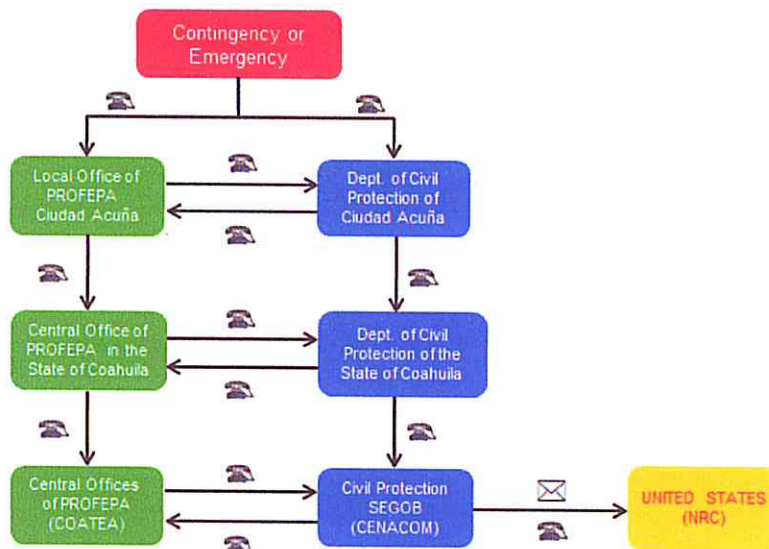 Contingency or
Emergency
Local Office of
PROFEPA
Ciudad Acuña
Dept. of Civil
Protection of
Ciudad Acuña
Central Office of
PROFEPA in the
State of Coahuila
Dept. of Civil
Protection of the
State of Coahuila
Central Offices
of PROFEPA
(COATEA)
Civil Protection
SEGOB
(CENACOM)
UNITED STATES
(NRC)